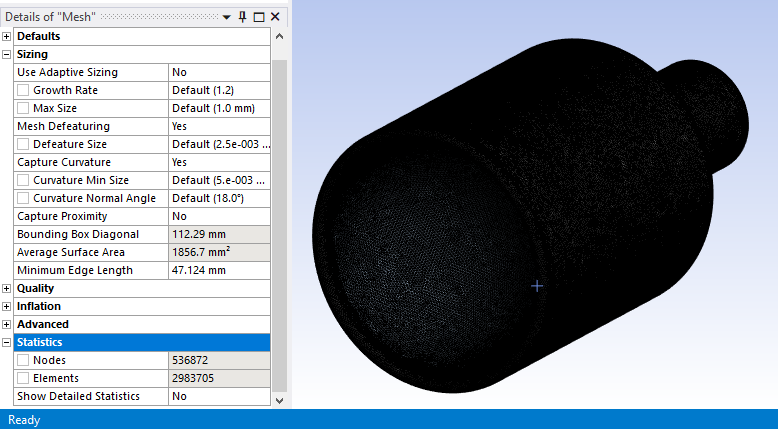 Details of "Mesh"
Defaults
Sizing
Use Adaptive Sizing No
Growth Rate Default (1.2)
Max Size Default (1.0 mm)
Mesh Defeaturing Yes
Defeature Size Default (2.5e-003 ...
Capture Curvature Yes
Curvature Min Size Default (5.e-003 ...
Curvature Normal Angle Default (18.0°)
Capture Proximity No
Bounding Box Diagonal 112.29 mm
Average Surface Area 1856.7 mm²
Minimum Edge Length 47.124 mm
Quality
Inflation
Advanced
Statistics
Nodes 536872
Elements 2983705
Show Detailed Statistics No
Ready